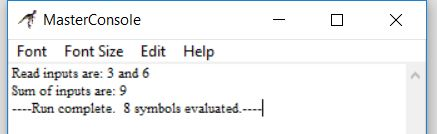 MasterConsole
Font Font Size Edit Help
Read inputs are: 3 and 6
Sum of inputs are: 9
----Run complete.  8 symbols evaluated.----